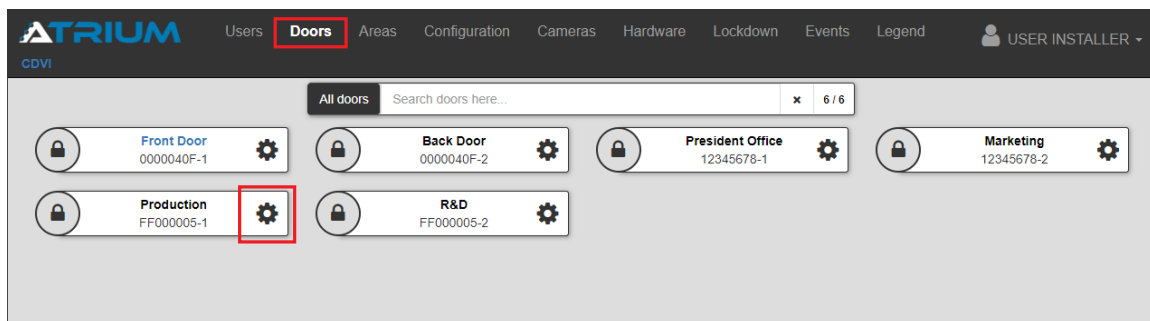 ATRIUM Users Doors Areas Configuration Cameras Hardware Lockdown Events Legend USER INSTALLER
CDVI
All doors Search doors here... × 6 / 6
Front Door Back Door President Office Marketing
0000040F-1 0000040F-2 12345678-1 12345678-2
Production R&D
FF000005-1 FF000005-2